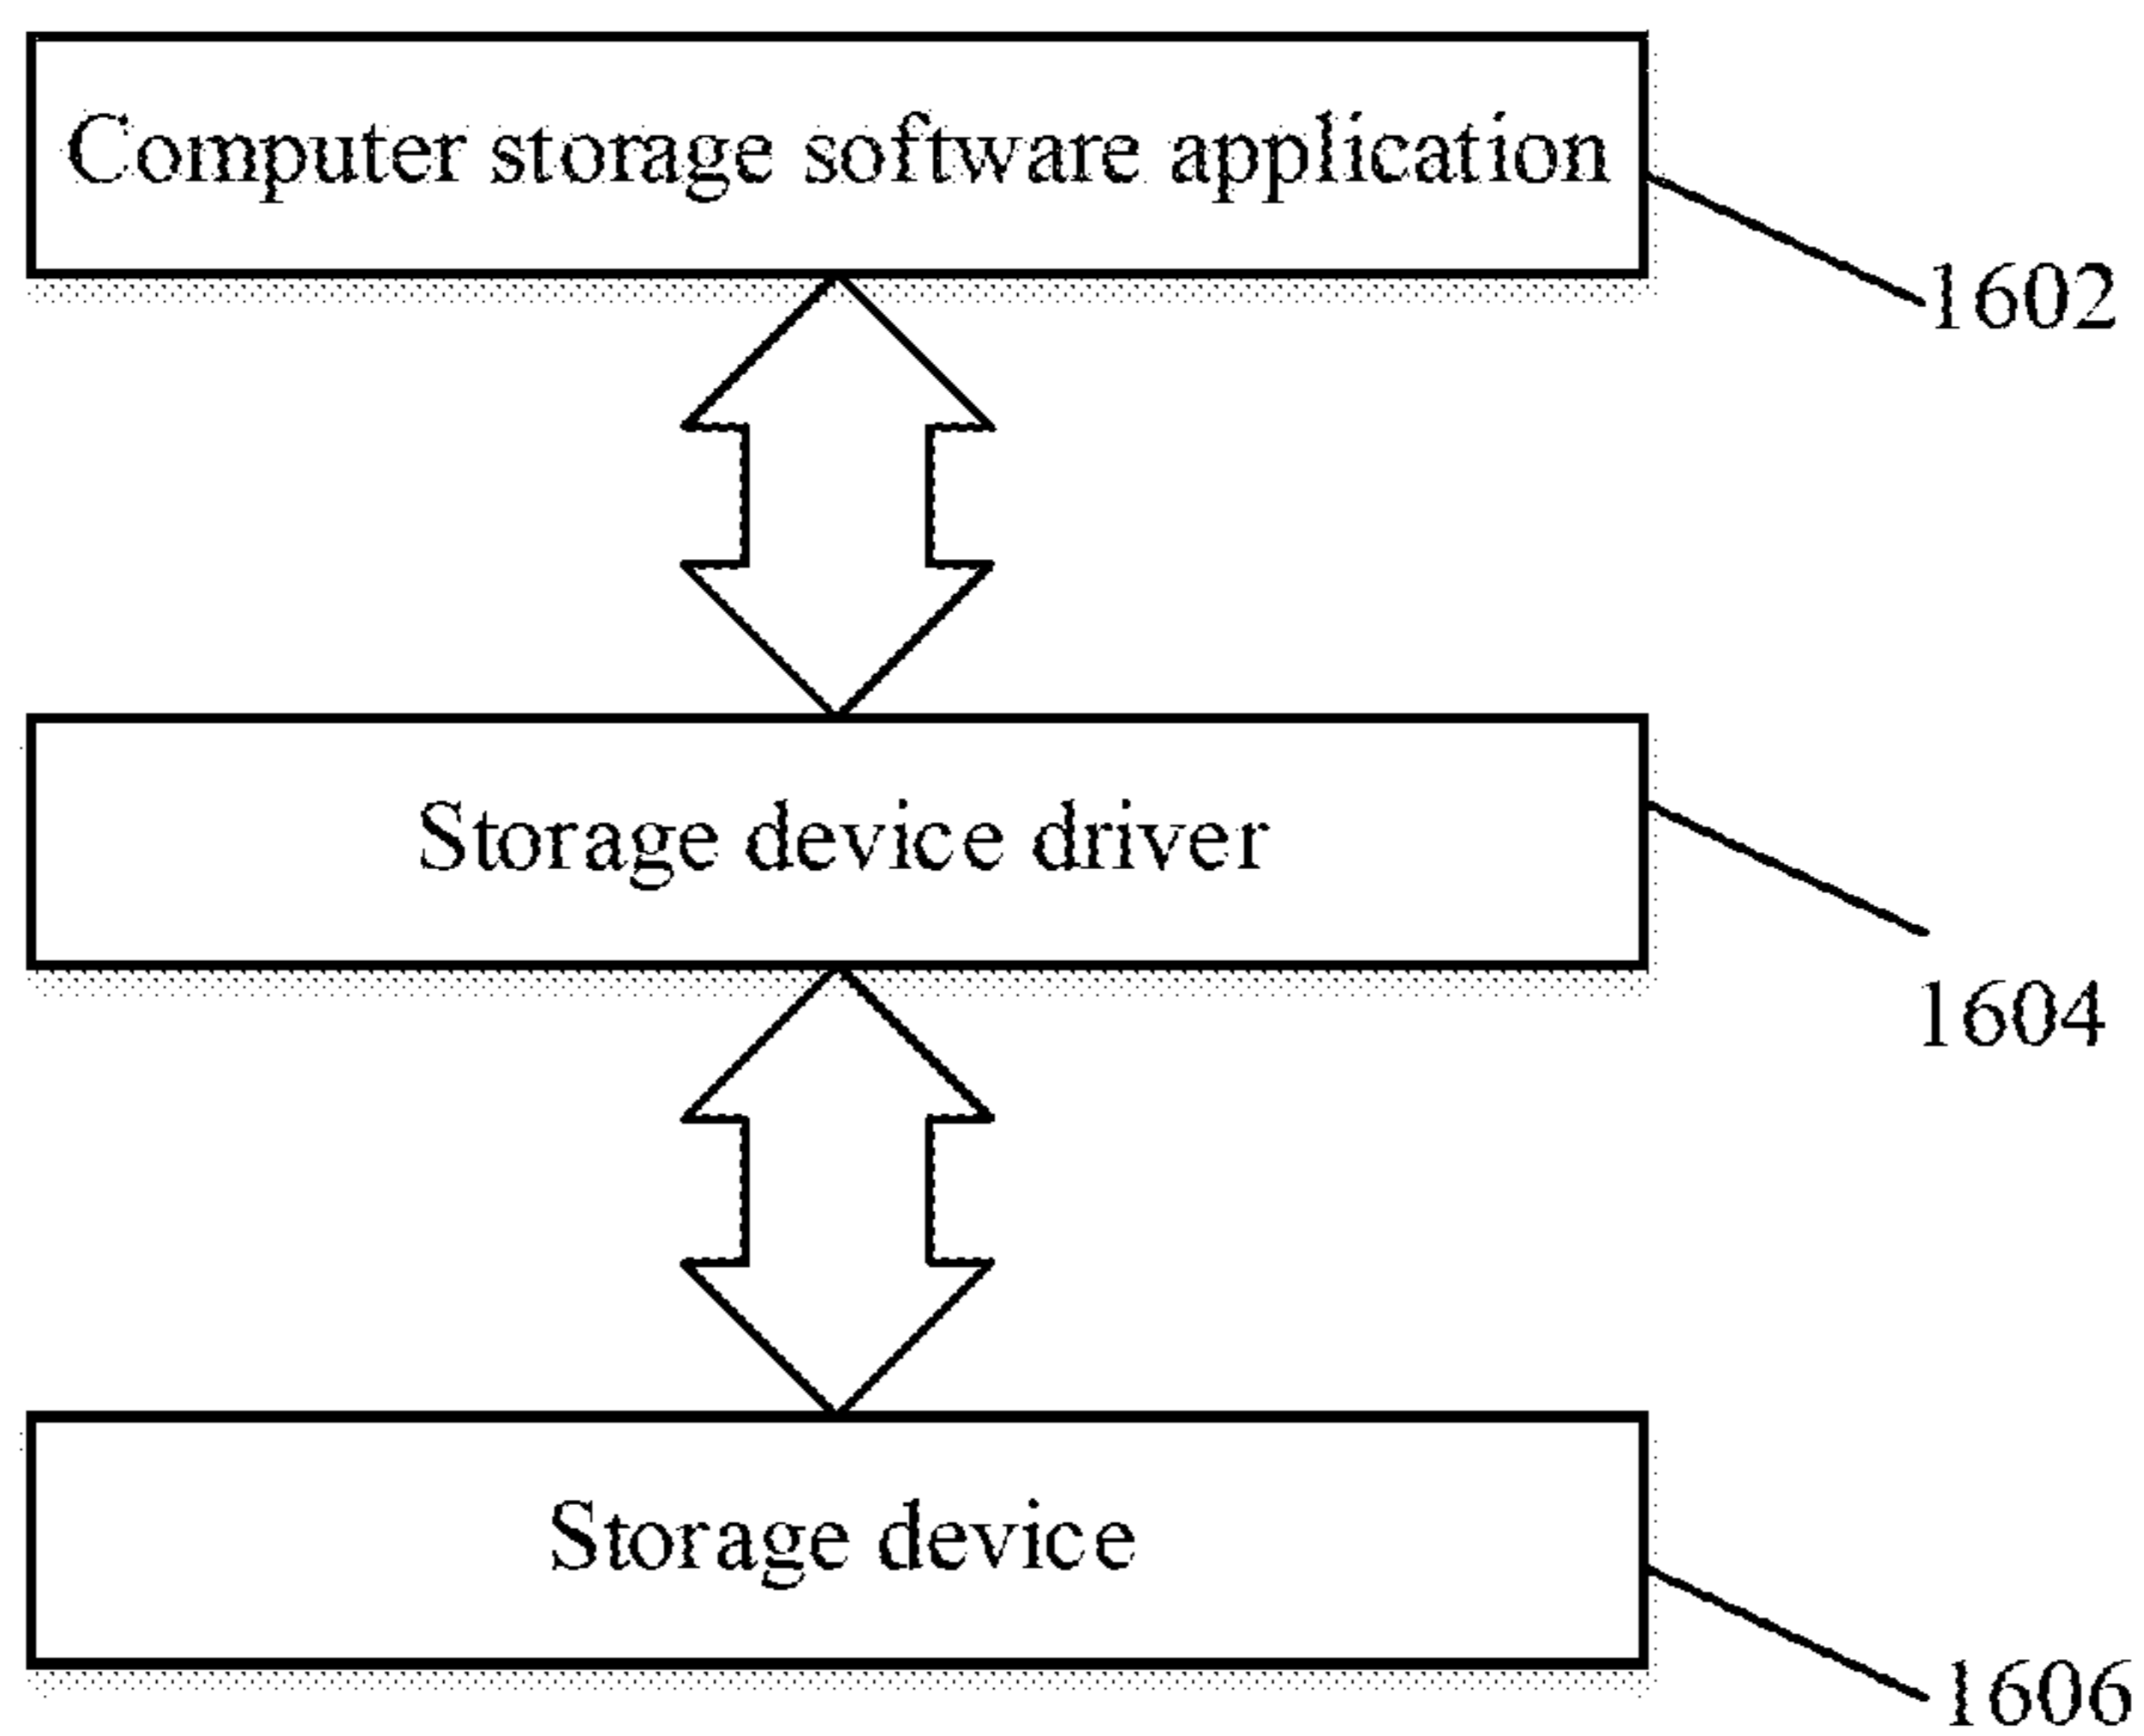 Computer storage software application
1602
Storage device driver
1604
Storage device
1606